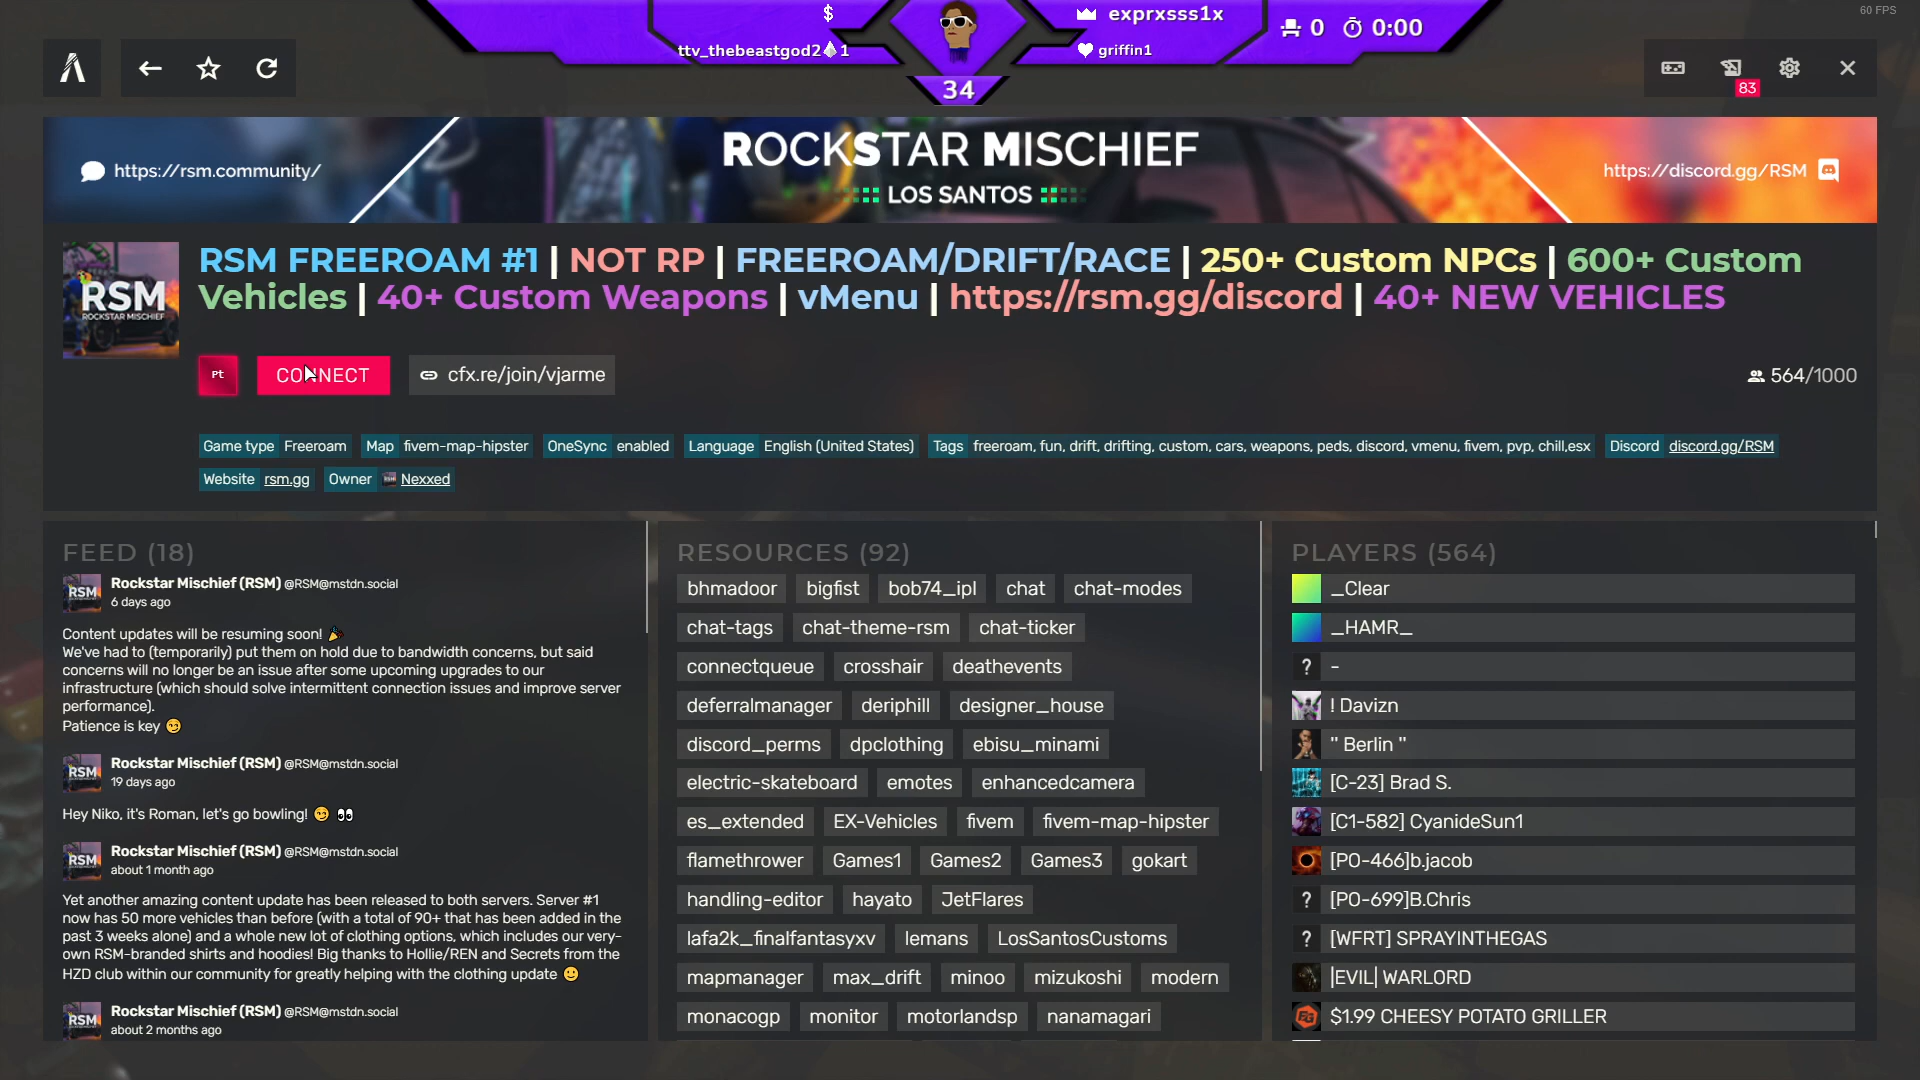 60 FPS
$
ttv_thebeastgod2 1
34
exprxsss1x
griffin1
0 0:00
83
https://rsm.community/
ROCKSTAR MISCHIEF
LOS SANTOS
https://discord.gg/RSM
RSM
ROCKSTAR MISCHIEF
RSM FREEROAM #1 | NOT RP | FREEROAM/DRIFT/RACE | 250+ Custom NPCs | 600+ Custom
Vehicles | 40+ Custom Weapons | vMenu | https://rsm.gg/discord | 40+ NEW VEHICLES
Pt
CONNECT
cfx.re/join/vjarme
564/1000
Game type Freeroam Map fivem-map-hipster OneSync enabled Language English (United States) Tags freeroam, fun, drift, drifting, custom, cars, weapons, peds, discord, vmenu, fivem, pvp, chill,esx Discord discord.gg/RSM
Website rsm.gg Owner Nexxed
FEED (18)
RSM
Rockstar Mischief (RSM) @RSM@mstdn.social
6 days ago
Content updates will be resuming soon! 🎉
We've had to (temporarily) put them on hold due to bandwidth concerns, but said
concerns will no longer be an issue after some upcoming upgrades to our
infrastructure (which should solve intermittent connection issues and improve server
performance).
Patience is key 😏
RSM
Rockstar Mischief (RSM) @RSM@mstdn.social
19 days ago
Hey Niko, it's Roman, let's go bowling! 😏 👀
RSM
Rockstar Mischief (RSM) @RSM@mstdn.social
about 1 month ago
Yet another amazing content update has been released to both servers. Server #1
now has 50 more vehicles than before (with a total of 90+ that has been added in the
past 3 weeks alone) and a whole new lot of clothing options, which includes our very-
own RSM-branded shirts and hoodies! Big thanks to Hollie/REN and Secrets from the
HZD club within our community for greatly helping with the clothing update 🙂
RSM
Rockstar Mischief (RSM) @RSM@mstdn.social
about 2 months ago
RESOURCES (92)
bhmadoor bigfist bob74_ipl chat chat-modes
chat-tags chat-theme-rsm chat-ticker
connectqueue crosshair deathevents
deferralmanager deriphill designer_house
discord_perms dpclothing ebisu_minami
electric-skateboard emotes enhancedcamera
es_extended EX-Vehicles fivem fivem-map-hipster
flamethrower Games1 Games2 Games3 gokart
handling-editor hayato JetFlares
lafa2k_finalfantasyxv lemans LosSantosCustoms
mapmanager max_drift minoo mizukoshi modern
monacogp monitor motorlandsp nanamagari
PLAYERS (564)
_Clear
_HAMR_
-
! Davizn
" Berlin "
[C-23] Brad S.
[C1-582] CyanideSun1
[PO-466]b.jacob
[PO-699]B.Chris
[WFRT] SPRAYINTHEGAS
|EVIL| WARLORD
$1.99 CHEESY POTATO GRILLER